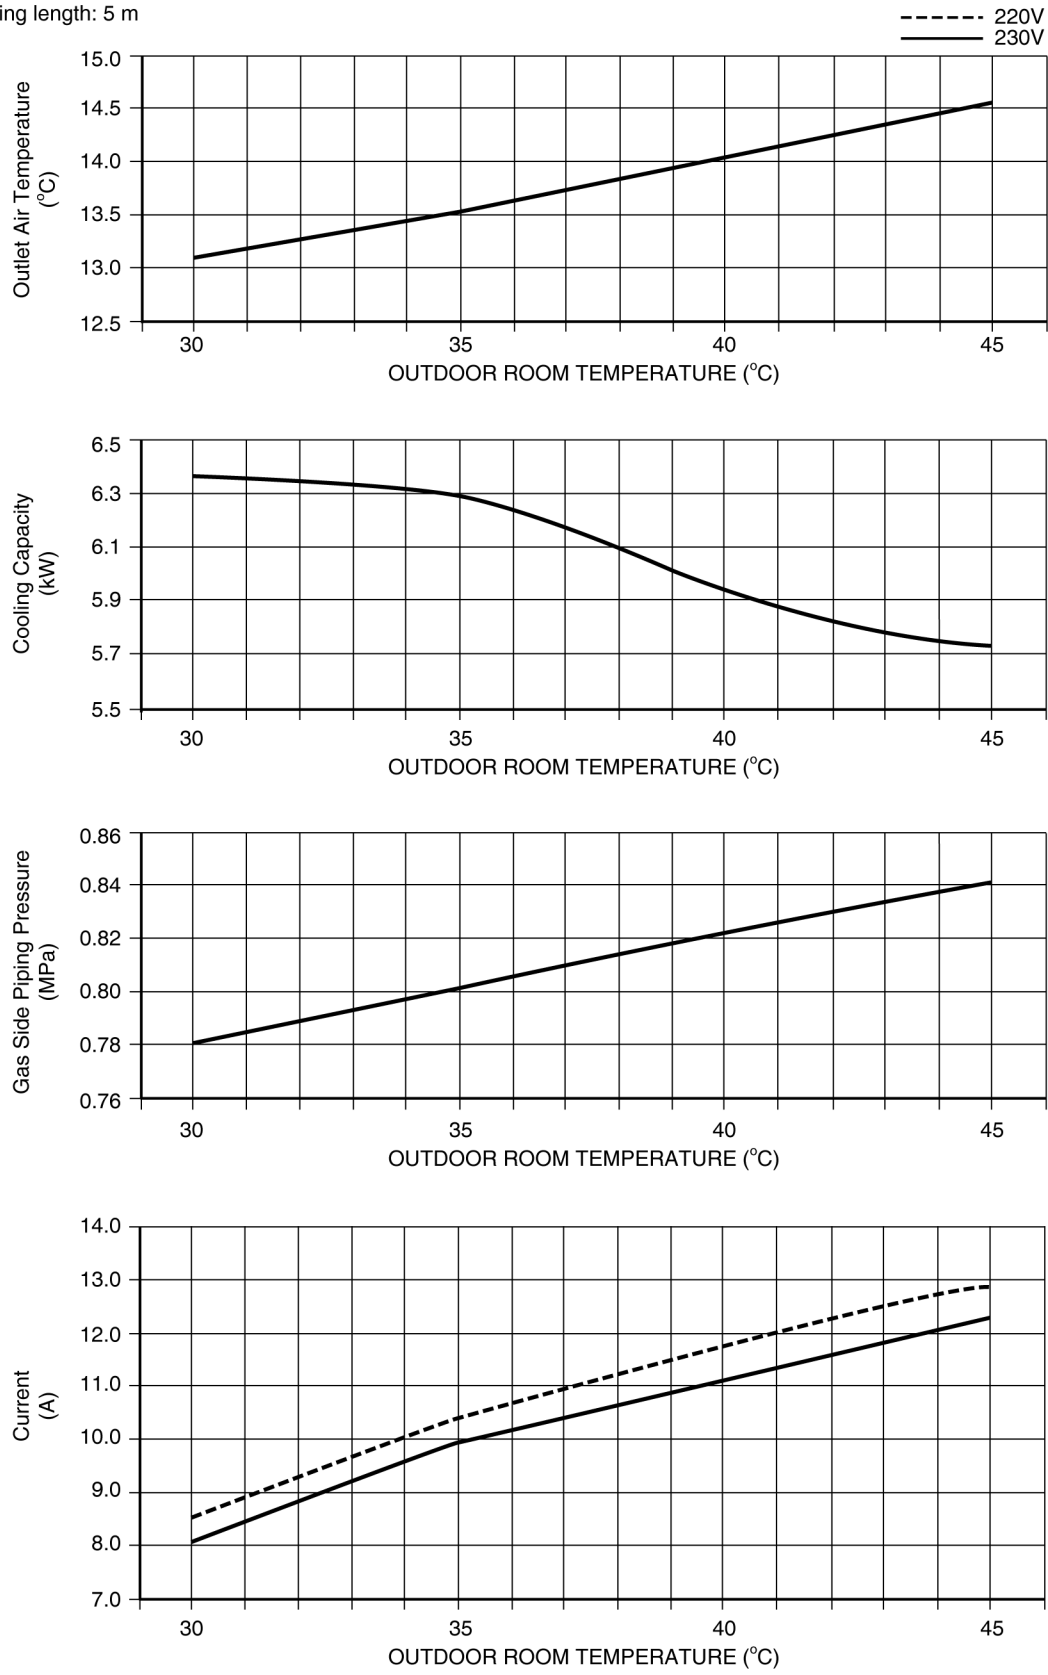 ing length: 5 m
220V
230V
Outlet Air Temperature
(°C)
15.0
14.5
14.0
13.5
13.0
12.5
30 35 40 45
OUTDOOR ROOM TEMPERATURE (°C)
Cooling Capacity
(kW)
6.5
6.3
6.1
5.9
5.7
5.5
30 35 40 45
OUTDOOR ROOM TEMPERATURE (°C)
Gas Side Piping Pressure
(MPa)
0.86
0.84
0.82
0.80
0.78
0.76
30 35 40 45
OUTDOOR ROOM TEMPERATURE (°C)
Current
(A)
14.0
13.0
12.0
11.0
10.0
9.0
8.0
7.0
30 35 40 45
OUTDOOR ROOM TEMPERATURE (°C)